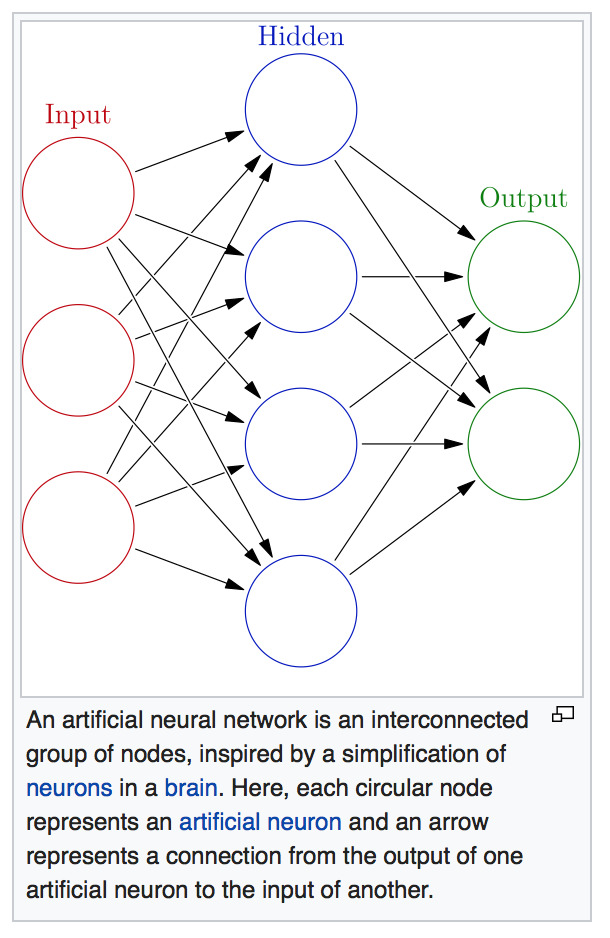 Hidden
Input
Output
An artificial neural network is an interconnected
group of nodes, inspired by a simplification of
neurons in a brain. Here, each circular node
represents an artificial neuron and an arrow
represents a connection from the output of one
artificial neuron to the input of another.